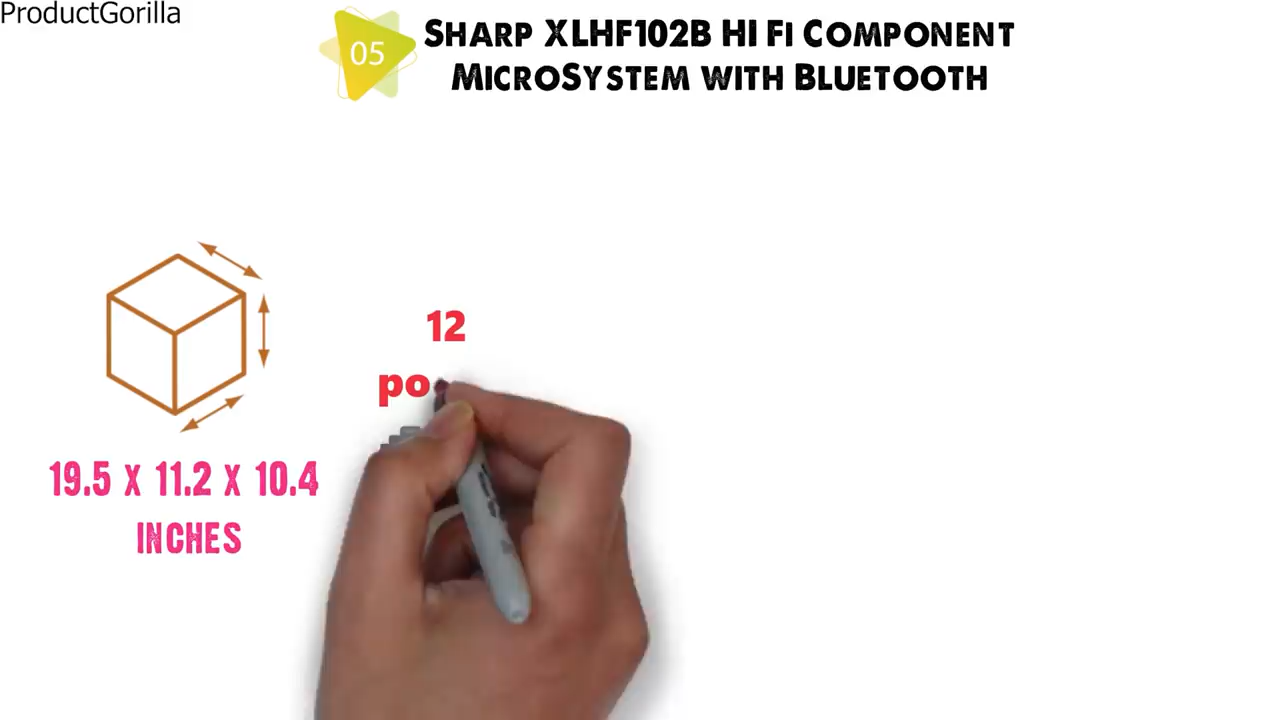 ProductGorilla
05
Sharp XLHF102B HI Fi Component
MicroSystem with Bluetooth
12
po
19.5 x 11.2 x 10.4
INCHES